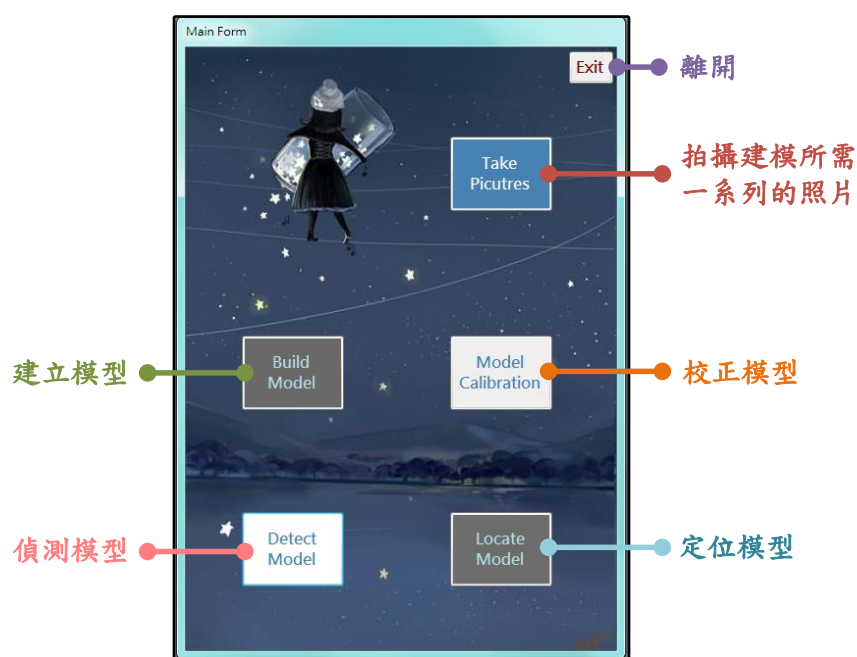 Main Form
Exit
離開
Take
Picutres
拍攝建模所需
一系列的照片
建立模型
Build
Model
Model
Calibration
校正模型
偵測模型
Detect
Model
Locate
Model
定位模型